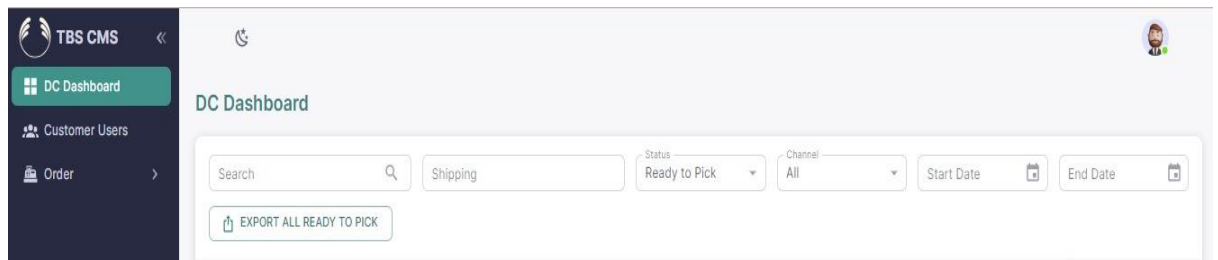 TBS CMS
DC Dashboard
Customer Users
Order
DC Dashboard
Search
Shipping
Status
Ready to Pick
Channel
All
Start Date
End Date
EXPORT ALL READY TO PICK